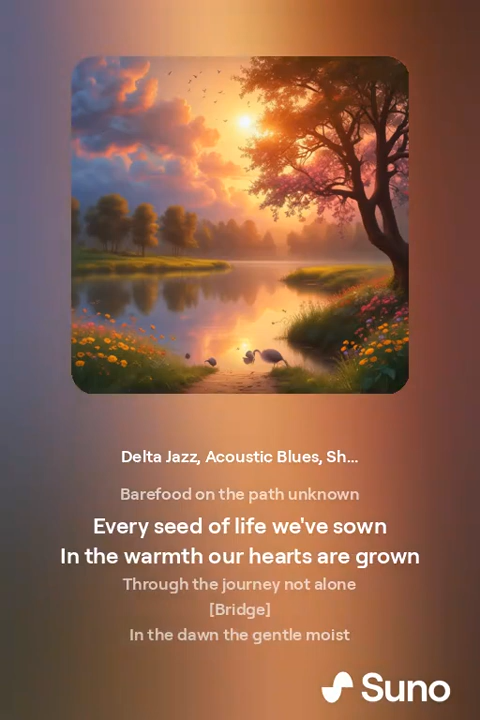 Delta Jazz, Acoustic Blues, Sh...
Barefood on the path unknown
Every seed of life we've sown
In the warmth our hearts are grown
Through the journey not alone
[Bridge]
In the dawn the gentle moist
Suno